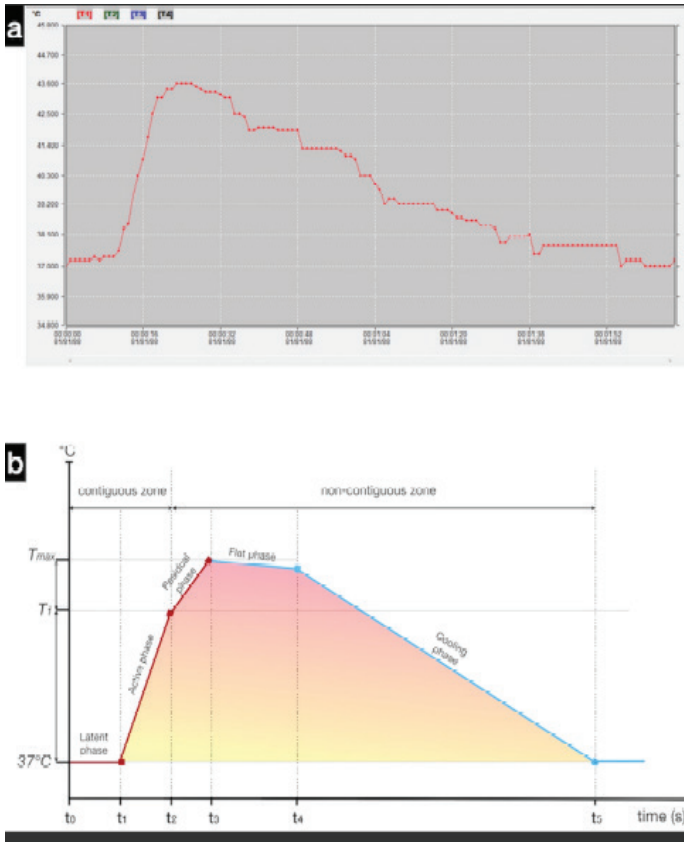 a
°C [T1] [T2] [T3] [T4]
44.700
43.600
42.500
41.400
40.300
38.100
37.000
35.900
34.800
00:00:00 00:00:16 00:00:32 00:00:48 00:01:04 00:01:20 00:01:36 00:01:52
01/01/00 01/01/00 01/01/00 01/01/00 01/01/00 01/01/00 01/01/00 01/01/00
b
°C
contiguous zone non-contiguous zone
Tmax
Flat phase
Residual
phase
T1
Active phase
Cooling
phase
Latent
phase
37°C
t0 t1 t2 t3 t4 t5 time (s)